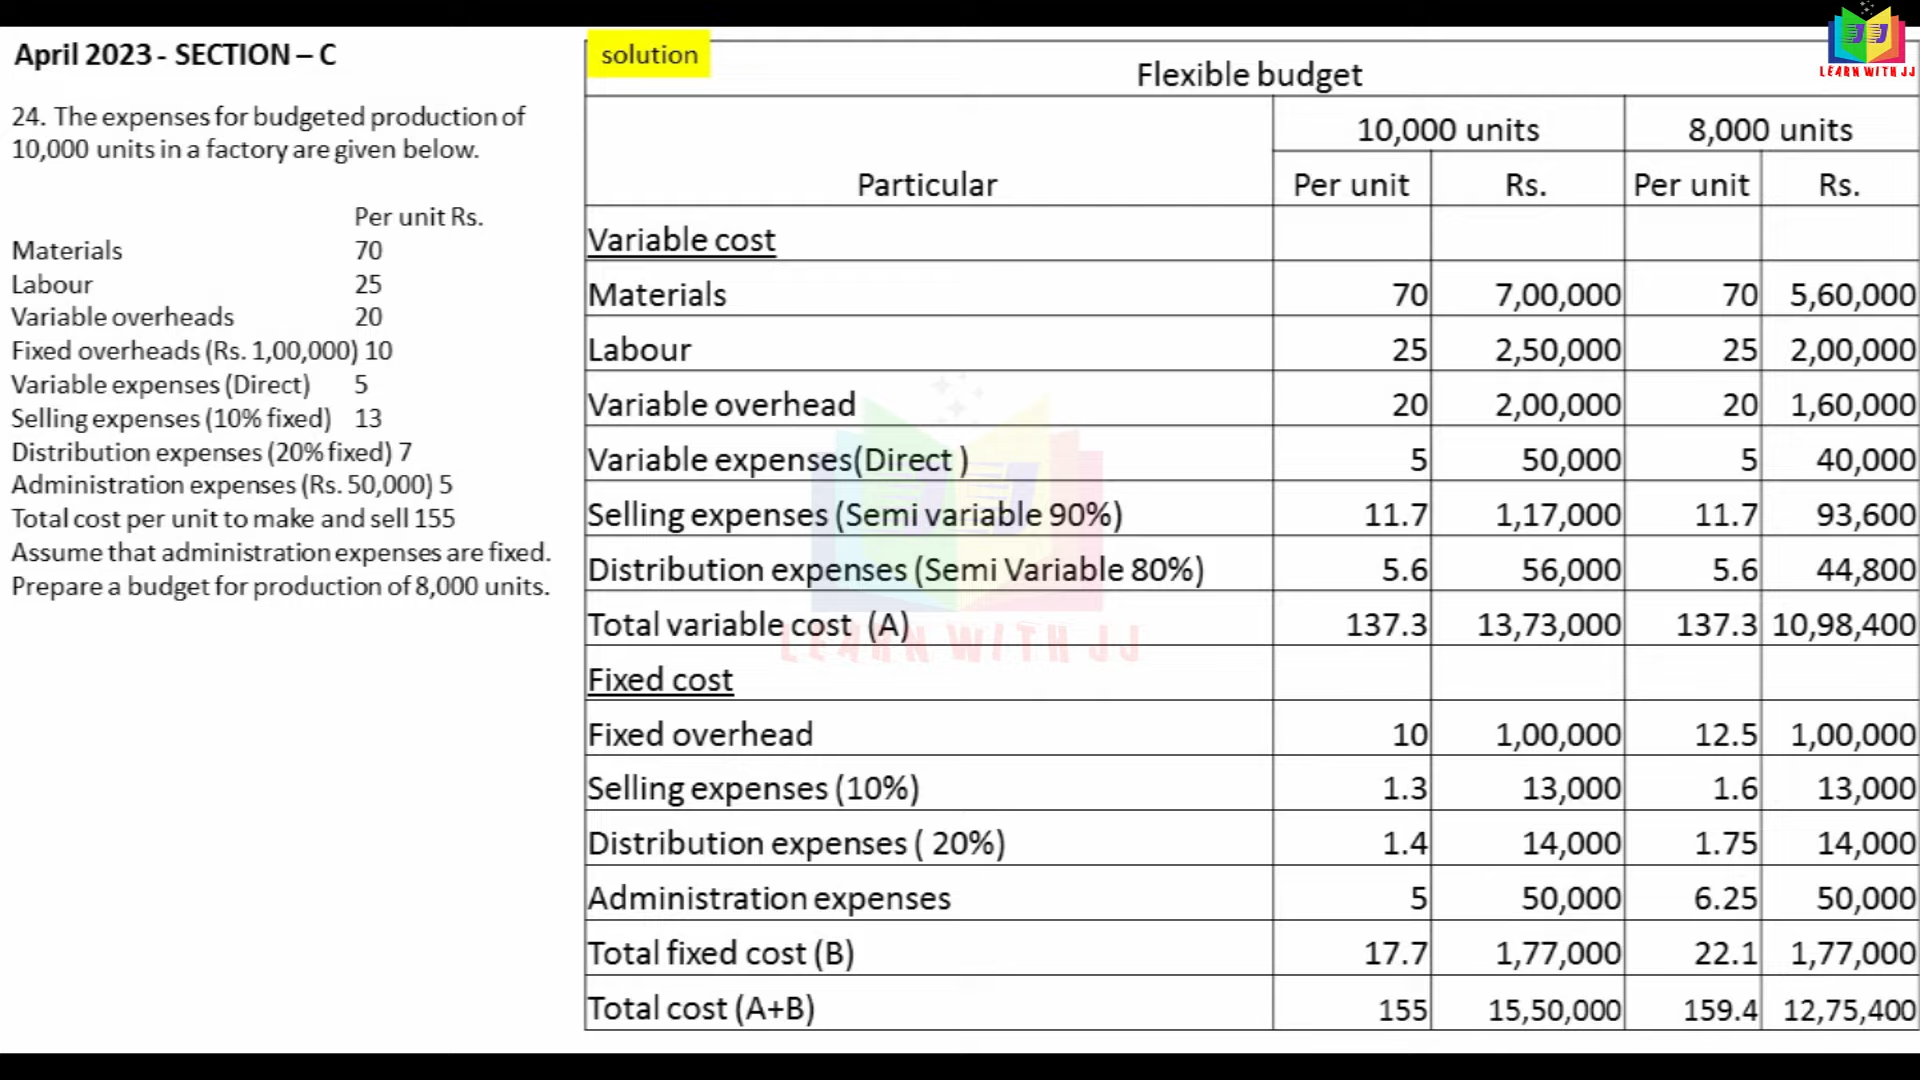 April 2023 - SECTION – C
24. The expenses for budgeted production of
10,000 units in a factory are given below.
Per unit Rs.
Materials 70
Labour 25
Variable overheads 20
Fixed overheads (Rs. 1,00,000) 10
Variable expenses (Direct) 5
Selling expenses (10% fixed) 13
Distribution expenses (20% fixed) 7
Administration expenses (Rs. 50,000) 5
Total cost per unit to make and sell 155
Assume that administration expenses are fixed.
Prepare a budget for production of 8,000 units.
solution
Flexible budget
10,000 units 8,000 units
Particular Per unit Rs. Per unit Rs.
Variable cost
Materials 70 7,00,000 70 5,60,000
Labour 25 2,50,000 25 2,00,000
Variable overhead 20 2,00,000 20 1,60,000
Variable expenses(Direct ) 5 50,000 5 40,000
Selling expenses (Semi variable 90%) 11.7 1,17,000 11.7 93,600
Distribution expenses (Semi Variable 80%) 5.6 56,000 5.6 44,800
Total variable cost (A) 137.3 13,73,000 137.3 10,98,400
Fixed cost
Fixed overhead 10 1,00,000 12.5 1,00,000
Selling expenses (10%) 1.3 13,000 1.6 13,000
Distribution expenses ( 20%) 1.4 14,000 1.75 14,000
Administration expenses 5 50,000 6.25 50,000
Total fixed cost (B) 17.7 1,77,000 22.1 1,77,000
Total cost (A+B) 155 15,50,000 159.4 12,75,400
JJ
LEARN WITH JJ
JJ
LEARN WITH JJ